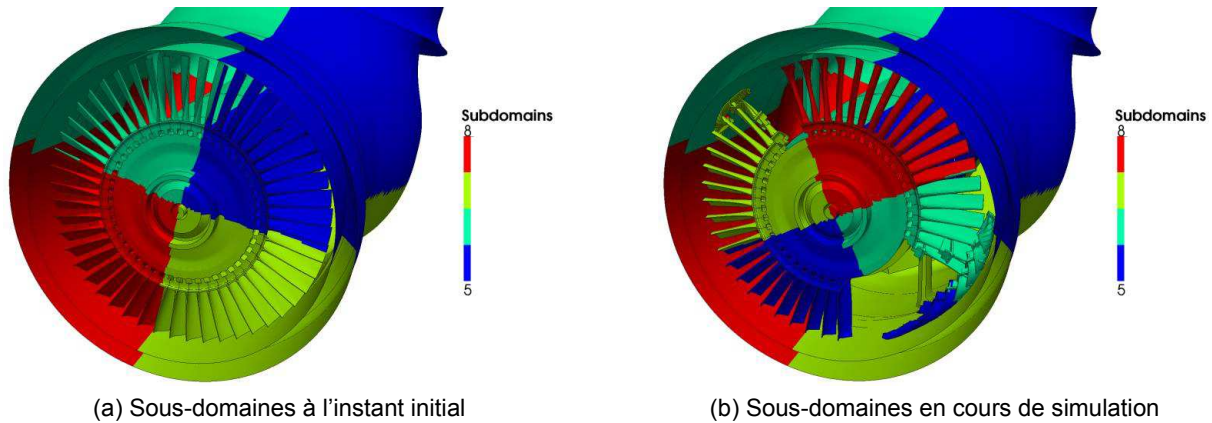 Subdomains
8
5
Subdomains
8
5
(a) Sous-domaines à l'instant initial
(b) Sous-domaines en cours de simulation